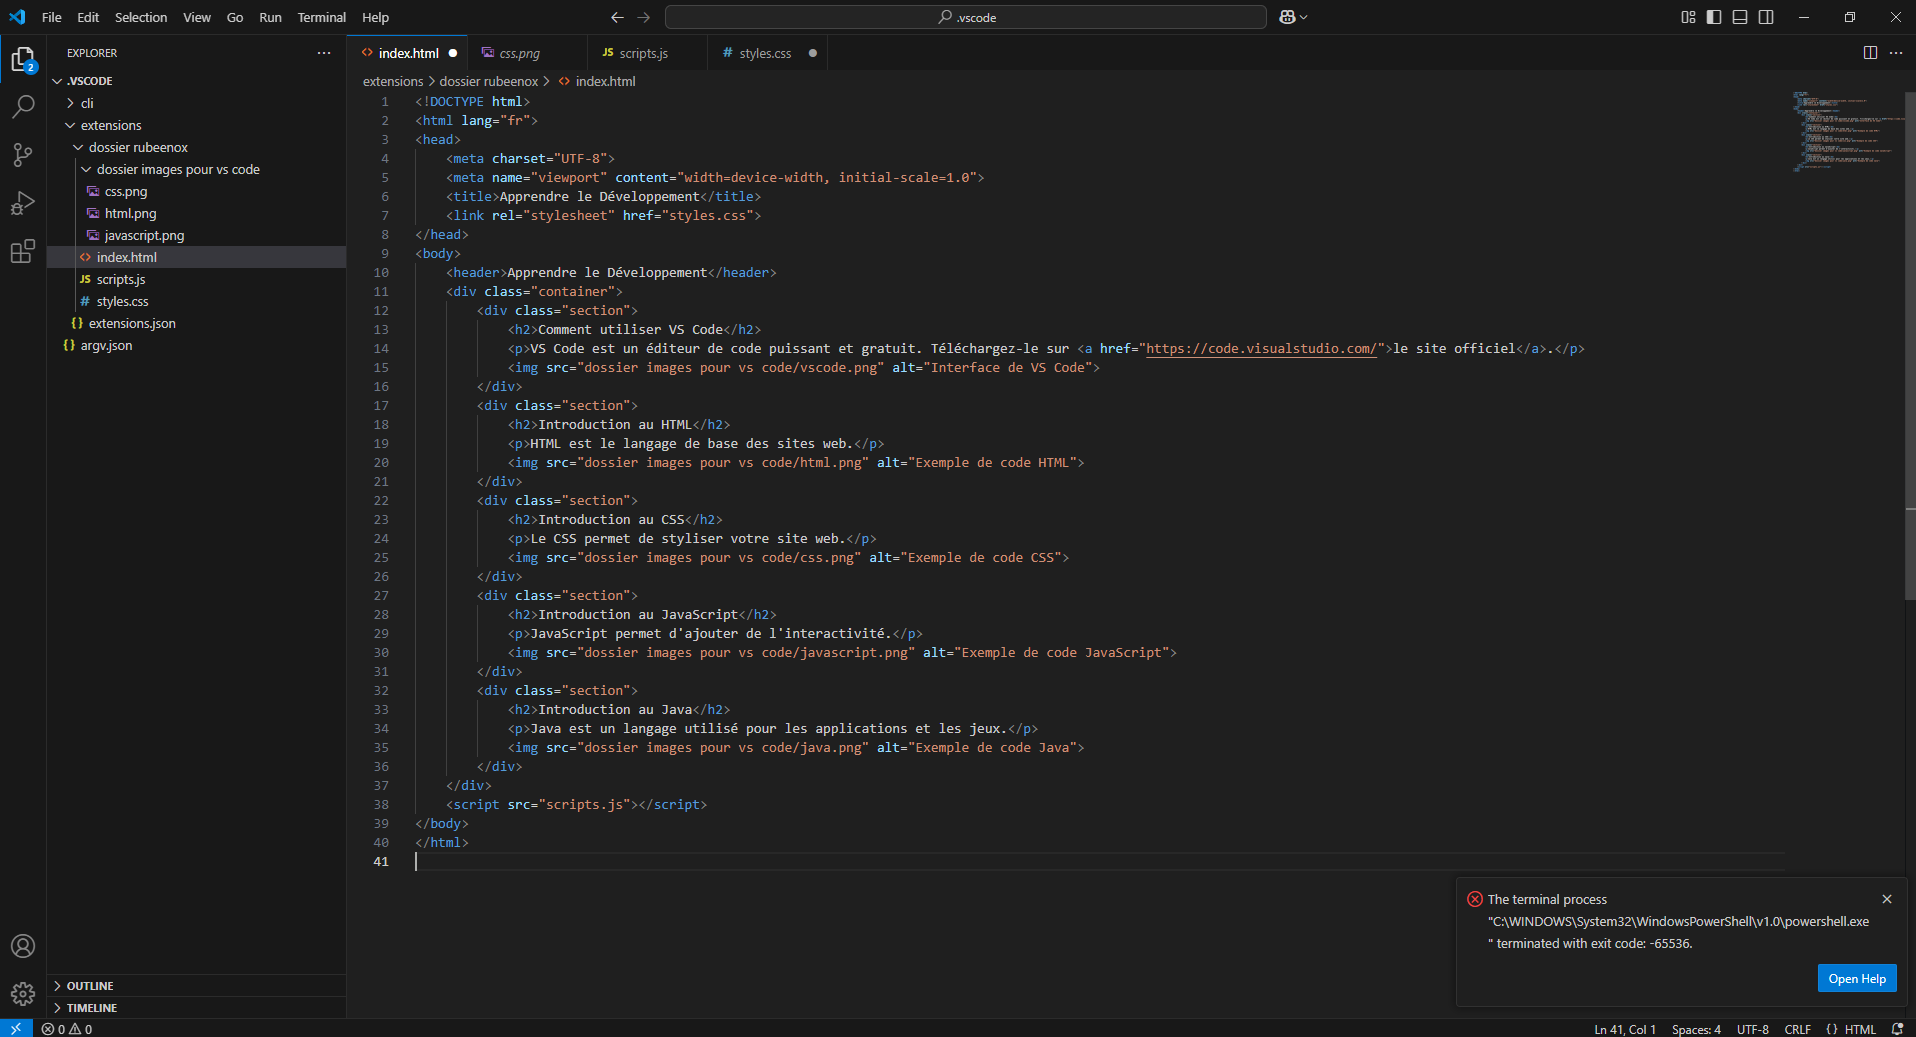 File Edit Selection View Go Run Terminal Help
.vscode
EXPLORER
2
.VSCODE
cli
extensions
dossier rubeenox
dossier images pour vs code
css.png
html.png
javascript.png
index.html
JS scripts.js
# styles.css
{} extensions.json
{} argv.json
OUTLINE
TIMELINE
index.html
css.png
JS scripts.js
# styles.css
extensions > dossier rubeenox > <> index.html
1 <!DOCTYPE html>
2 <html lang="fr">
3 <head>
4 <meta charset="UTF-8">
5 <meta name="viewport" content="width=device-width, initial-scale=1.0">
6 <title>Apprendre le Développement</title>
7 <link rel="stylesheet" href="styles.css">
8 </head>
9 <body>
10 <header>Apprendre le Développement</header>
11 <div class="container">
12 <div class="section">
13 <h2>Comment utiliser VS Code</h2>
14 <p>VS Code est un éditeur de code puissant et gratuit. Téléchargez-le sur <a href="https://code.visualstudio.com/">le site officiel</a>.</p>
15 <img src="dossier images pour vs code/vscode.png" alt="Interface de VS Code">
16 </div>
17 <div class="section">
18 <h2>Introduction au HTML</h2>
19 <p>HTML est le langage de base des sites web.</p>
20 <img src="dossier images pour vs code/html.png" alt="Exemple de code HTML">
21 </div>
22 <div class="section">
23 <h2>Introduction au CSS</h2>
24 <p>Le CSS permet de styliser votre site web.</p>
25 <img src="dossier images pour vs code/css.png" alt="Exemple de code CSS">
26 </div>
27 <div class="section">
28 <h2>Introduction au JavaScript</h2>
29 <p>JavaScript permet d'ajouter de l'interactivité.</p>
30 <img src="dossier images pour vs code/javascript.png" alt="Exemple de code JavaScript">
31 </div>
32 <div class="section">
33 <h2>Introduction au Java</h2>
34 <p>Java est un langage utilisé pour les applications et les jeux.</p>
35 <img src="dossier images pour vs code/java.png" alt="Exemple de code Java">
36 </div>
37 </div>
38 <script src="scripts.js"></script>
39 </body>
40 </html>
41
The terminal process
"C:\WINDOWS\System32\WindowsPowerShell\v1.0\powershell.exe
" terminated with exit code: -65536.
Open Help
0 0
Ln 41, Col 1 Spaces: 4 UTF-8 CRLF {} HTML